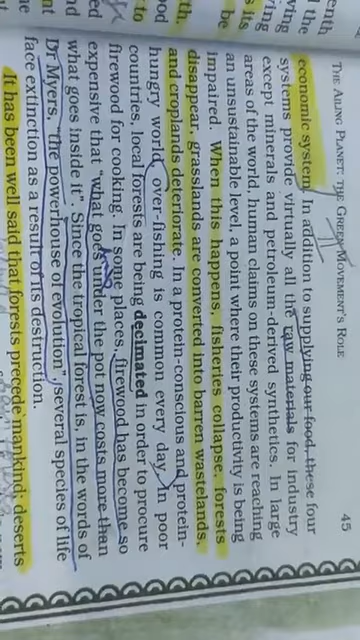 THE AILING PLANET: THE GREEN MOVEMENT'S ROLE 45
economic system. In addition to supplying our food, these four
systems provide virtually all the raw materials for industry
except minerals and petroleum-derived synthetics. In large
areas of the world, human claims on these systems are reaching
an unsustainable level, a point where their productivity is being
impaired. When this happens, fisheries collapse, forests
disappear, grasslands are converted into barren wastelands,
and croplands deteriorate. In a protein-conscious and protein-
hungry world, over-fishing is common every day. In poor
countries, local forests are being decimated in order to procure
firewood for cooking. In some places, firewood has become so
expensive that "what goes under the pot now costs more than
what goes inside it". Since the tropical forest is, in the words of
Dr Myers, "the powerhouse of evolution", several species of life
face extinction as a result of its destruction.
It has been well said that forests precede mankind; deserts